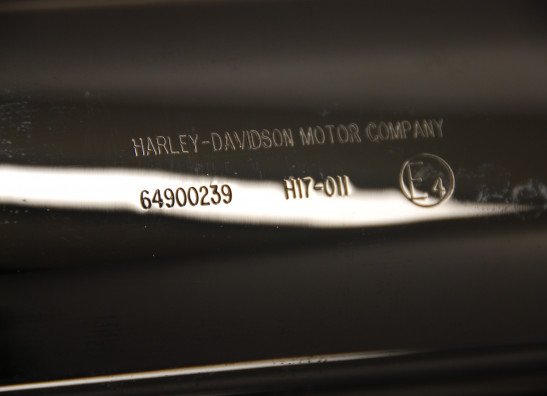 HARLEY-DAVIDSON MOTOR COMPANY
64900239 H17-011 E4